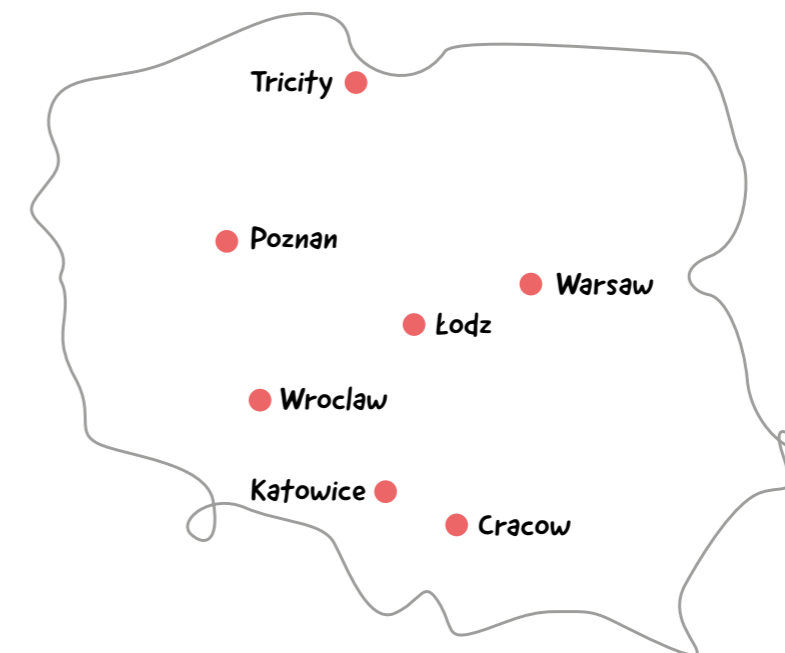 Tricity
Poznan
Warsaw
Łodz
Wroclaw
Katowice
Cracow